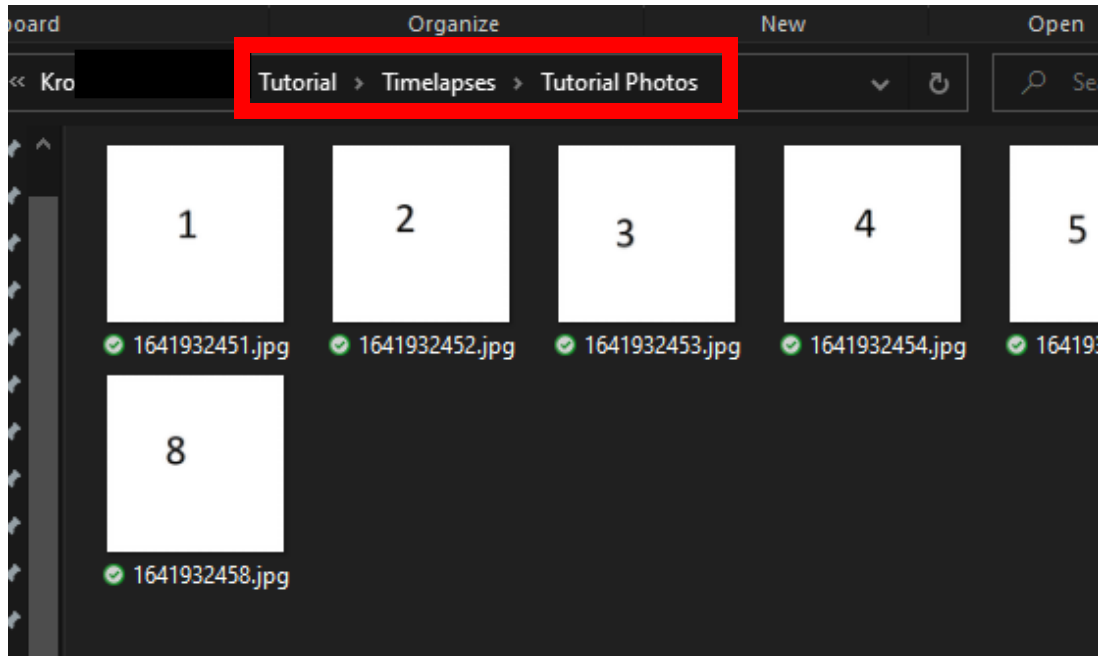 Organize New Open
Kro Tutorial > Timelapses > Tutorial Photos
1 2 3 4 5
1641932451.jpg 1641932452.jpg 1641932453.jpg 1641932454.jpg
8
1641932458.jpg